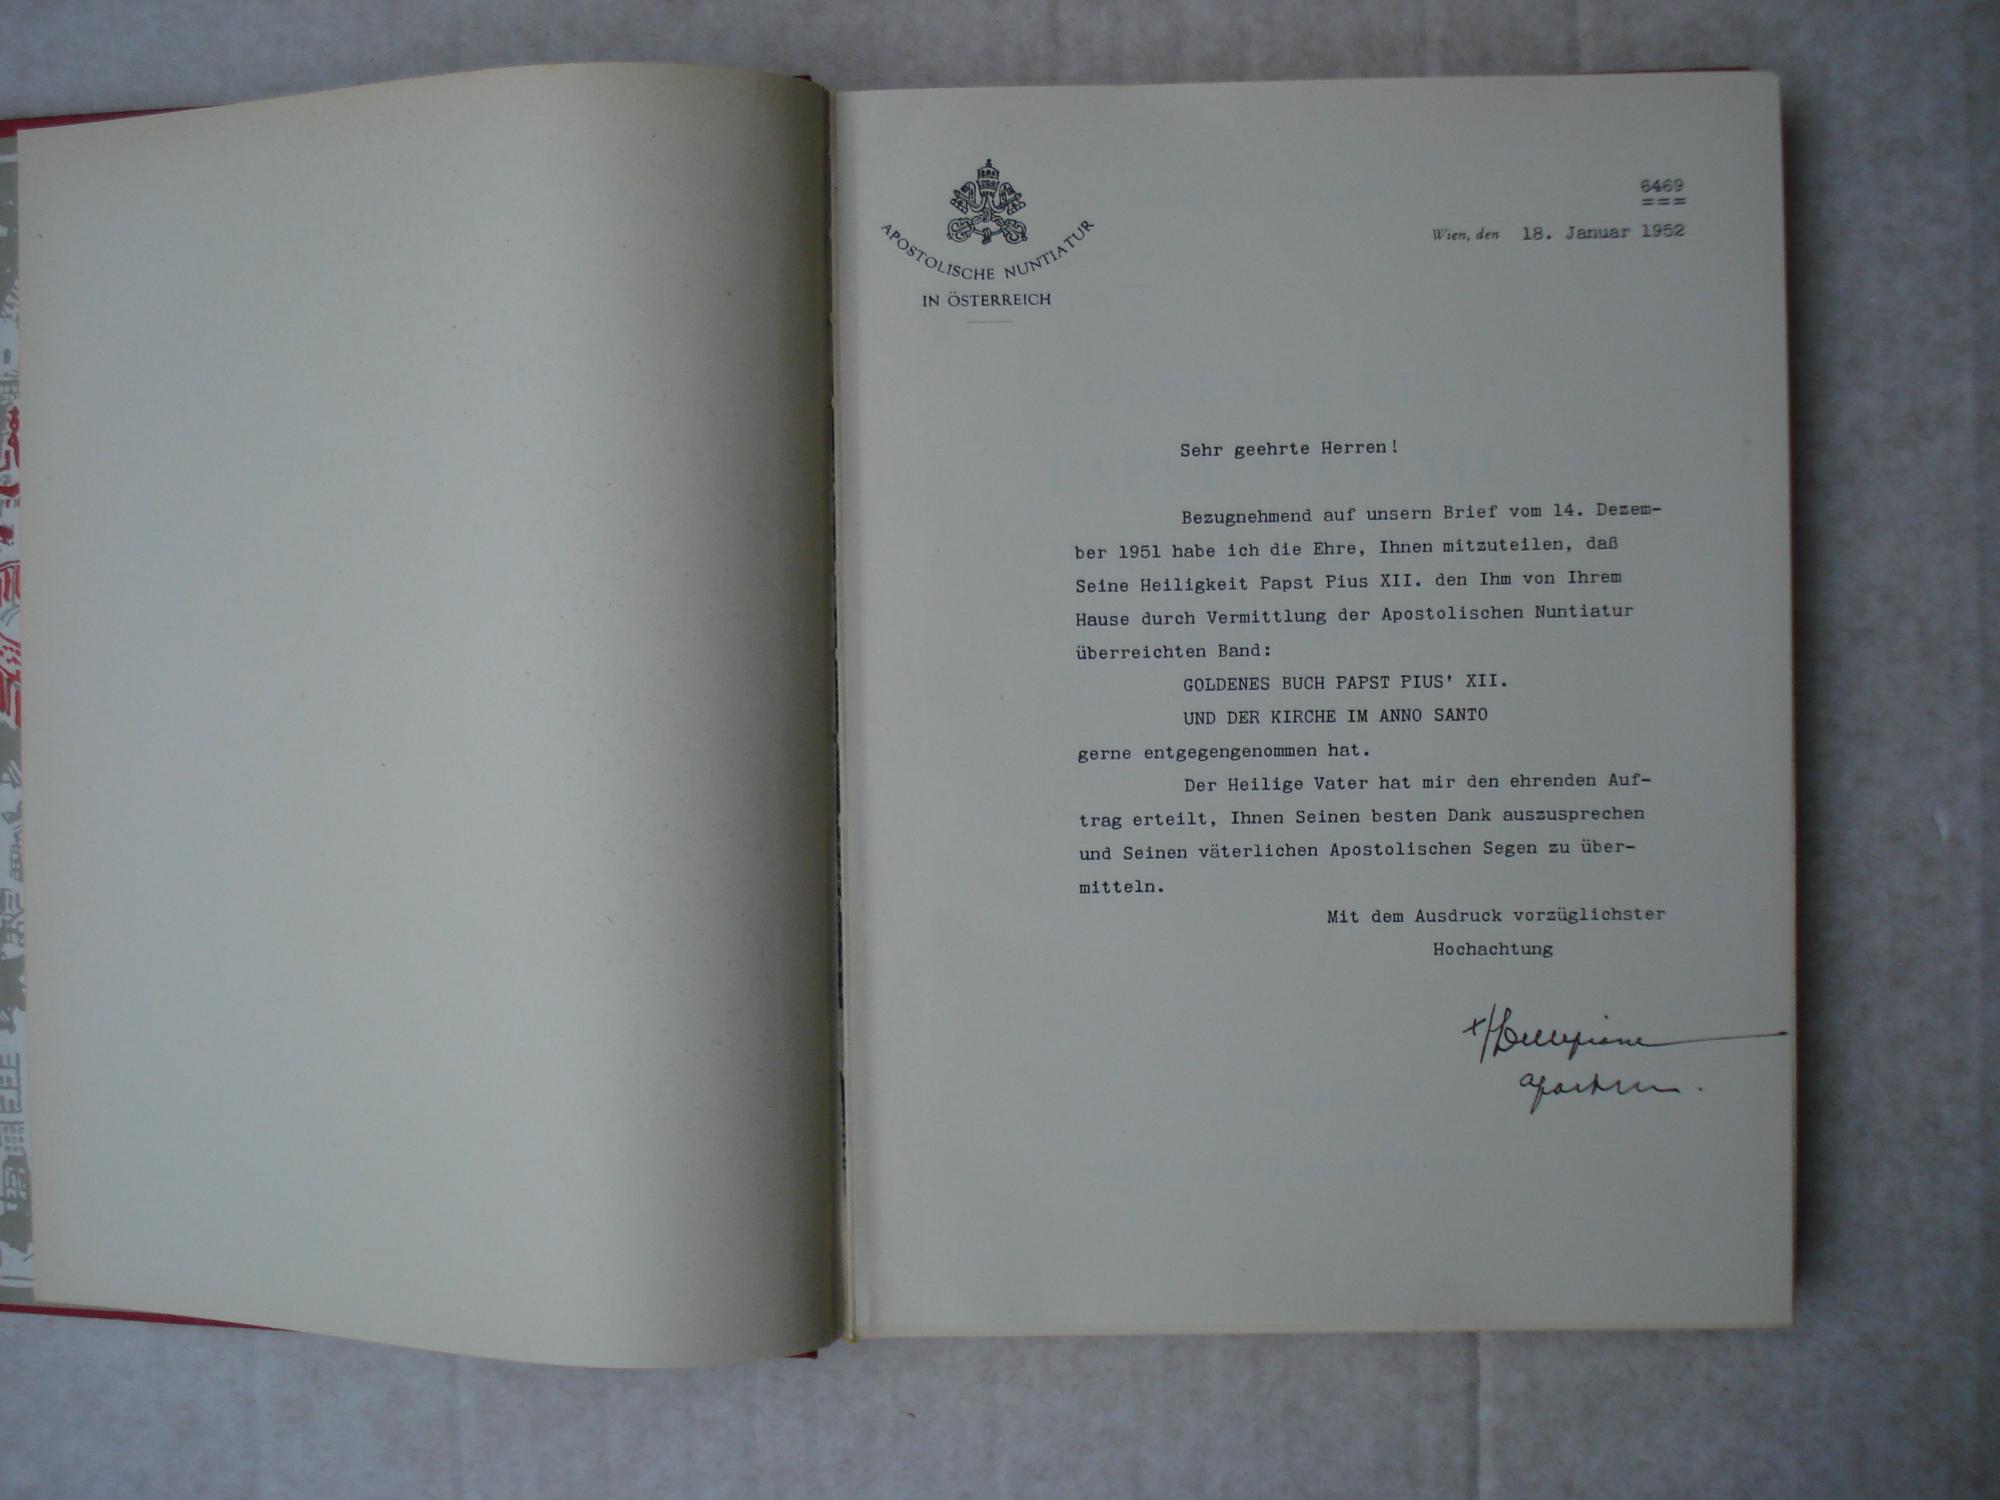 APOSTOLISCHE NUNTIATUR
IN ÖSTERREICH
6469
===
Wien, den 18. Januar 1952
Sehr geehrte Herren!
Bezugnehmend auf unsern Brief vom 14. Dezem-
ber 1951 habe ich die Ehre, Ihnen mitzuteilen, daß
Seine Heiligkeit Papst Pius XII. den Ihm von Ihrem
Hause durch Vermittlung der Apostolischen Nuntiatur
überreichten Band:
GOLDENES BUCH PAPST PIUS' XII.
UND DER KIRCHE IM ANNO SANTO
gerne entgegengenommen hat.
Der Heilige Vater hat mir den ehrenden Auf-
trag erteilt, Ihnen Seinen besten Dank auszusprechen
und Seinen väterlichen Apostolischen Segen zu über-
mitteln.
Mit dem Ausdruck vorzüglichster
Hochachtung